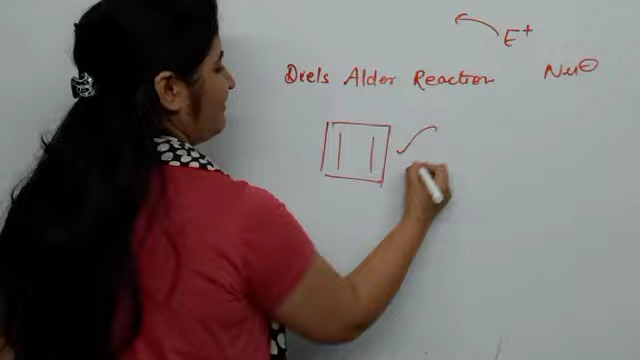 E⁺
Diels Alder Reaction Nu⊖